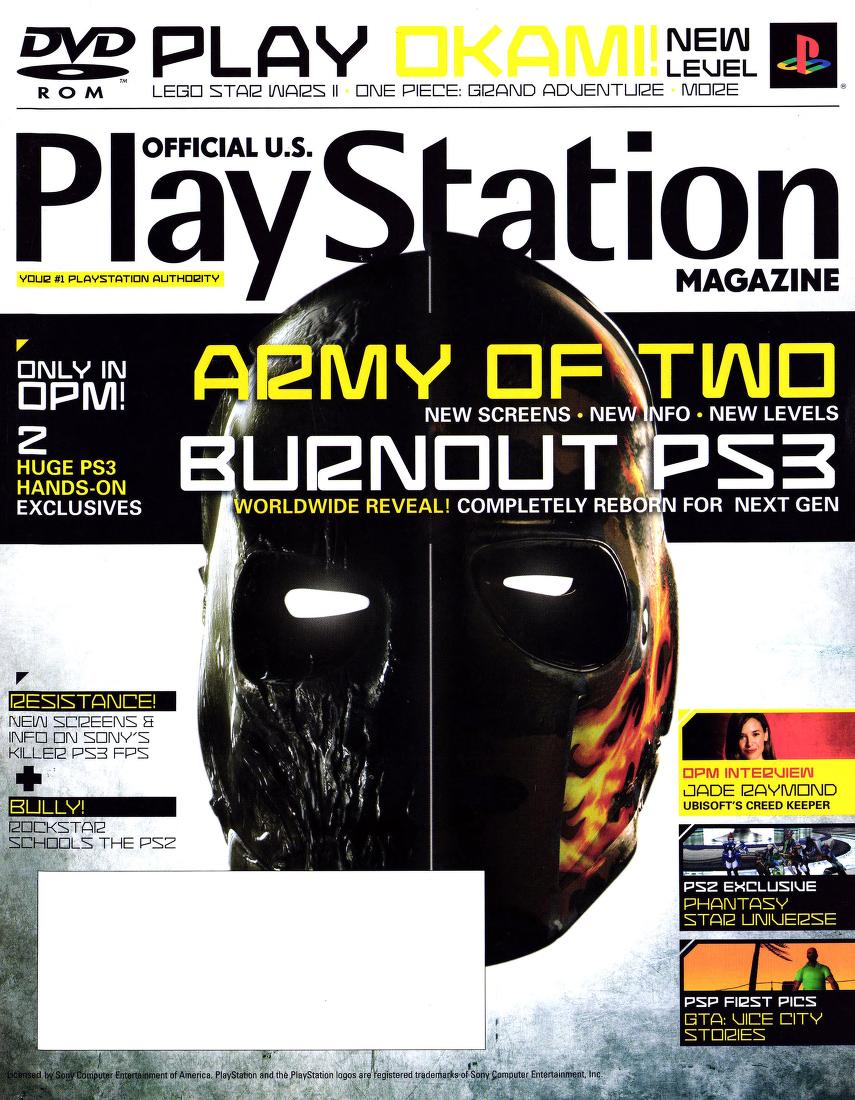 DVD
ROM
™
PLAY OKAMI! NEW LEVEL
LEGO STAR WARS II • ONE PIECE: GRAND ADVENTURE • MORE
®
OFFICIAL U.S.
PlayStation
MAGAZINE
YOUR #1 PLAYSTATION AUTHORITY
ONLY IN
OPM!
2
HUGE PS3
HANDS-ON
EXCLUSIVES
ARMY OF TWO
NEW SCREENS • NEW INFO • NEW LEVELS
BURNOUT PS3
WORLDWIDE REVEAL! COMPLETELY REBORN FOR NEXT GEN
RESISTANCE!
NEW SCREENS &
INFO ON SONY'S
KILLER PS3 FPS
+
BULLY!
ROCKSTAR
SCHOOLS THE PS2
OPM INTERVIEW
JADE RAYMOND
UBISOFT'S CREED KEEPER
PS2 EXCLUSIVE
PHANTASY
STAR UNIVERSE
PSP FIRST PICS
GTA: VICE CITY
STORIES
Licensed by Sony Computer Entertainment of America. PlayStation and the PlayStation logos are registered trademarks of Sony Computer Entertainment, Inc.